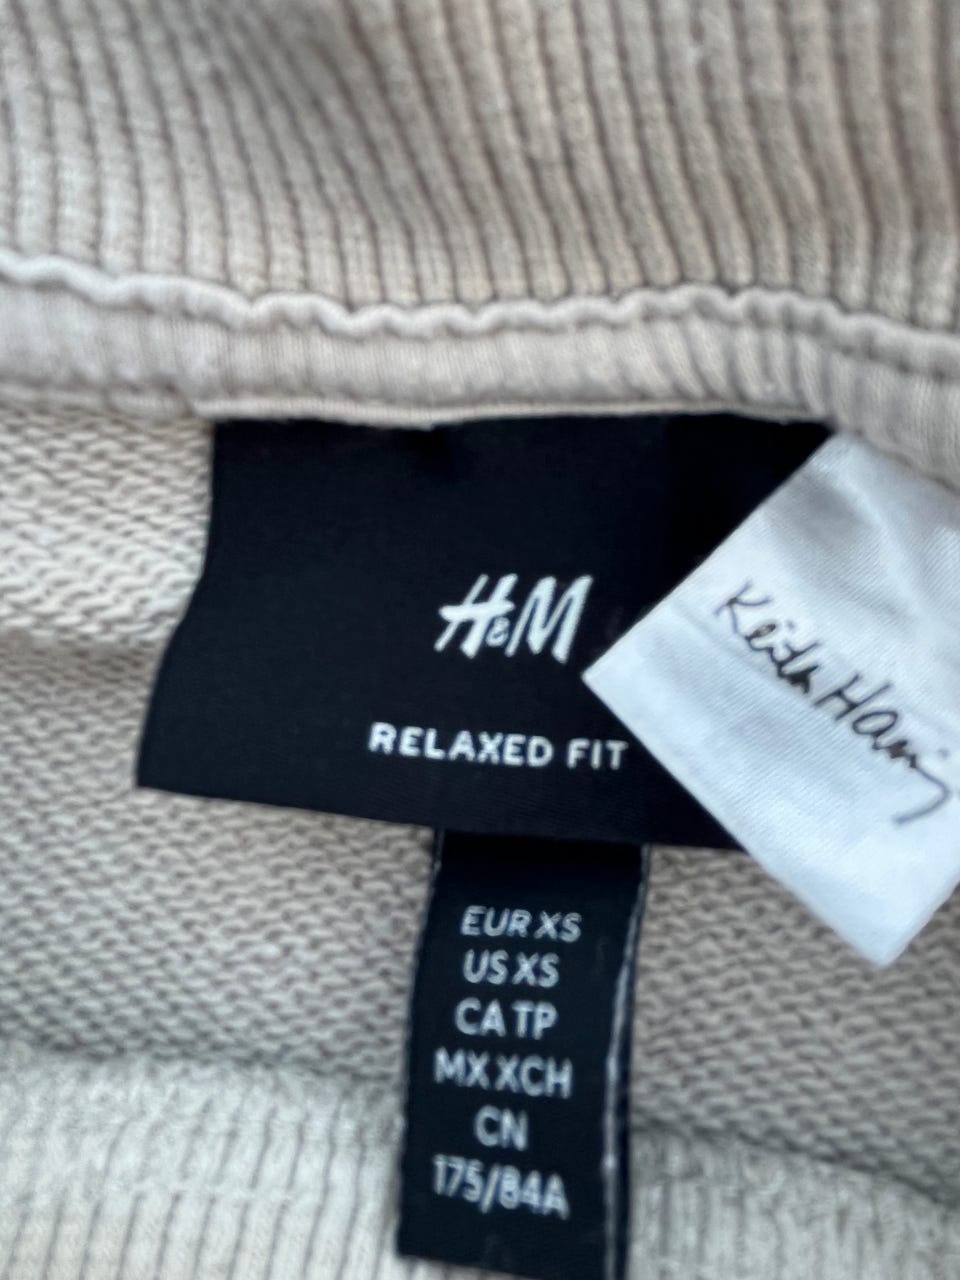 H&M
RELAXED FIT
Keith Haring
EUR XS
US XS
CA TP
MX XCH
CN
175/84A